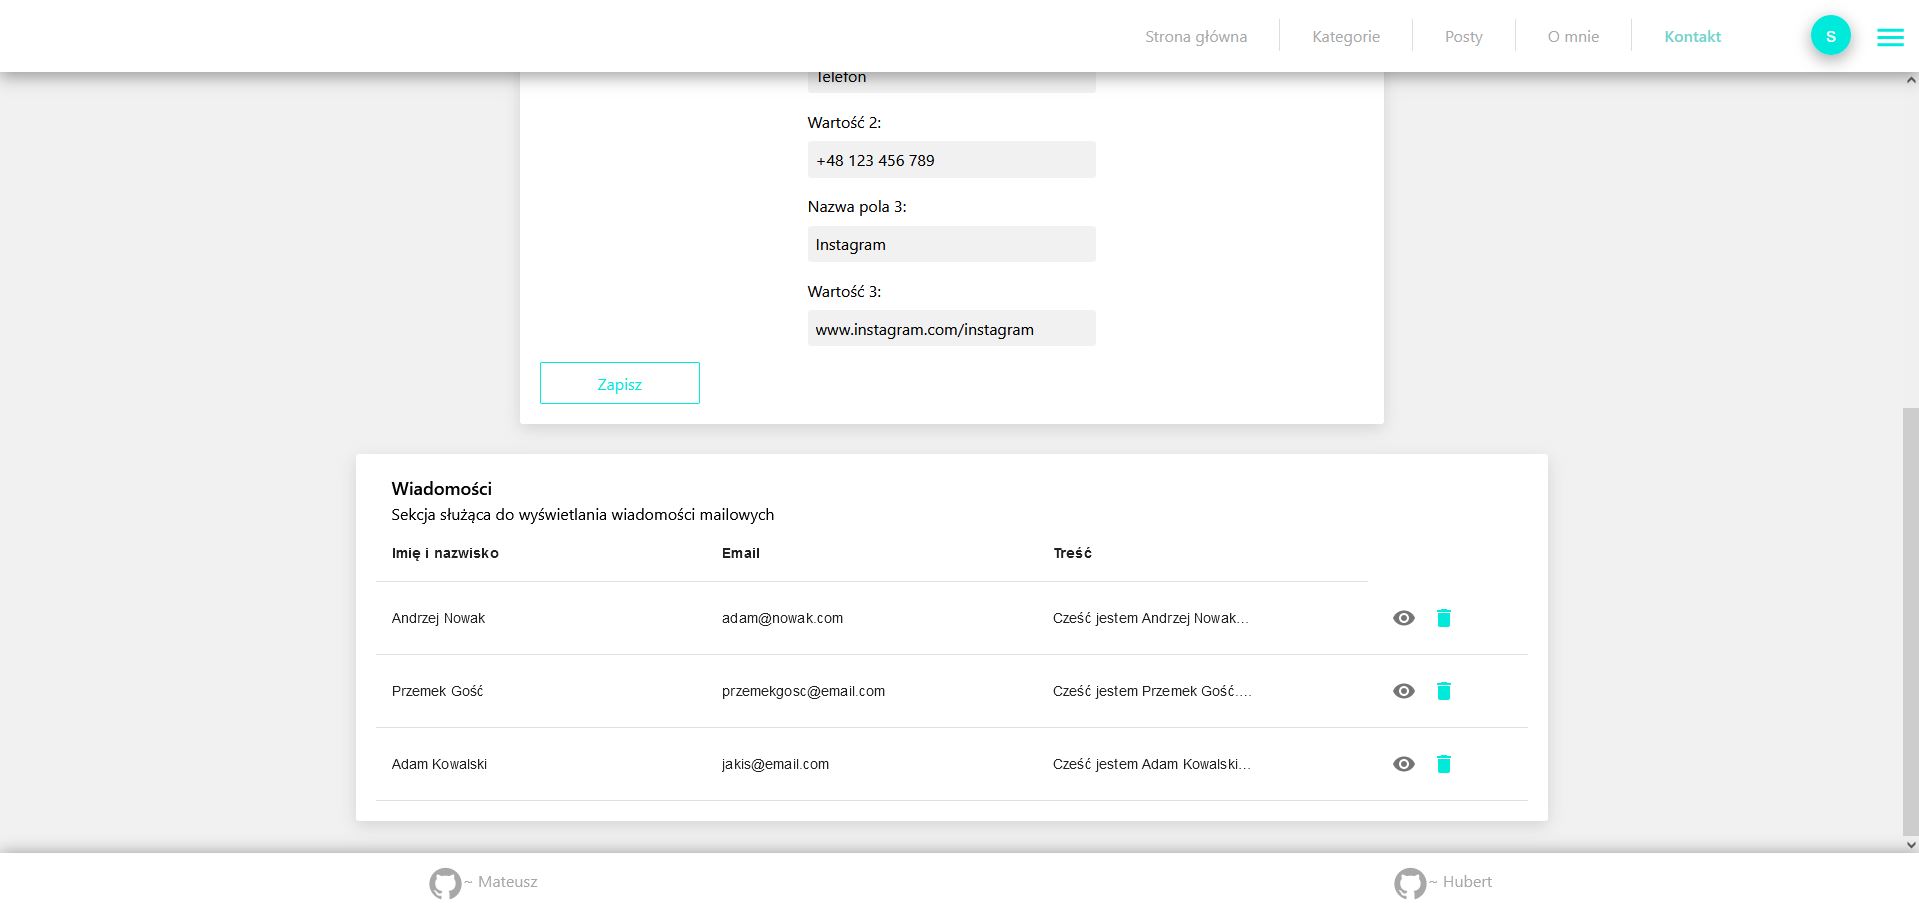 Strona główna Kategorie Posty O mnie Kontakt S
Telefon
Wartość 2:
+48 123 456 789
Nazwa pola 3:
Instagram
Wartość 3:
www.instagram.com/instagram
Zapisz
Wiadomości
Sekcja służąca do wyświetlania wiadomości mailowych
Imię i nazwisko Email Treść
Andrzej Nowak adam@nowak.com Cześć jestem Andrzej Nowak...
Przemek Gość przemekgosc@email.com Cześć jestem Przemek Gość....
Adam Kowalski jakis@email.com Cześć jestem Adam Kowalski...
~ Mateusz ~ Hubert